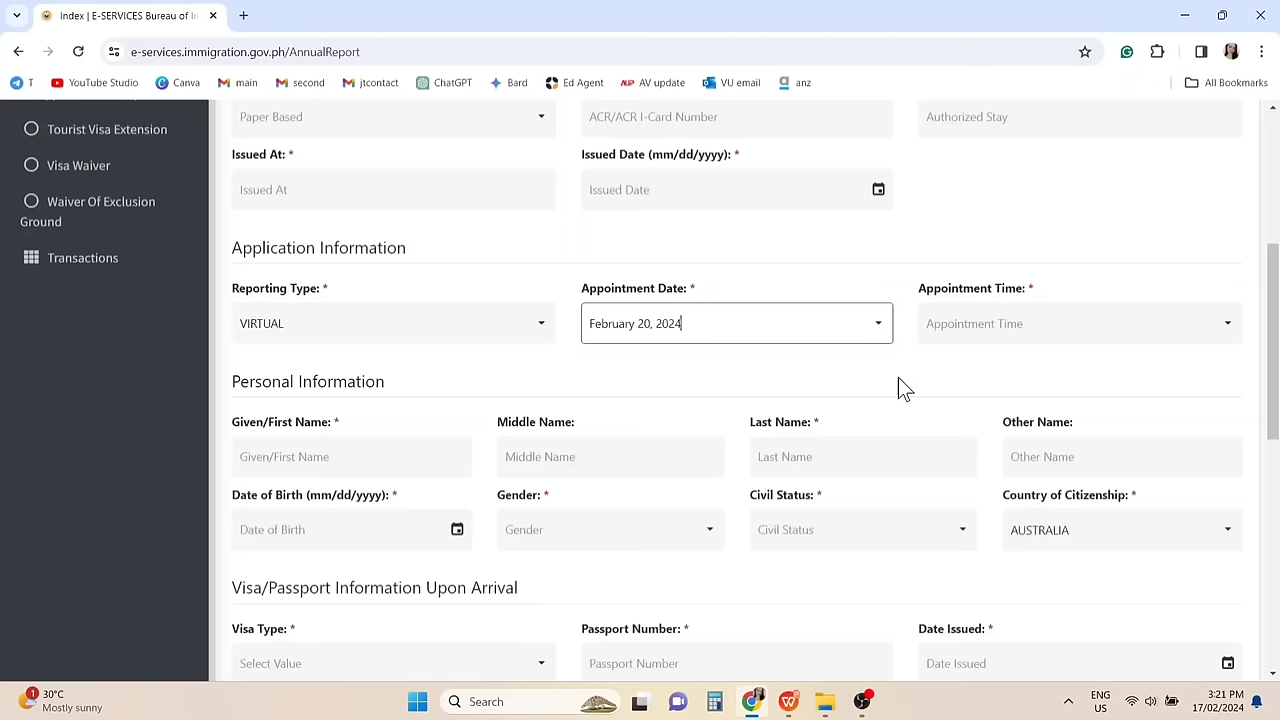 Index | E-SERVICES Bureau of In
e-services.immigration.gov.ph/AnnualReport
T YouTube Studio Canva main second jtcontact ChatGPT Bard Ed Agent AV update VU email anz All Bookmarks
Tourist Visa Extension
Visa Waiver
Waiver Of Exclusion
Ground
Transactions
Paper Based ACR/ACR I-Card Number Authorized Stay
Issued At: * Issued Date (mm/dd/yyyy): *
Issued At Issued Date
Application Information
Reporting Type: * Appointment Date: * Appointment Time: *
VIRTUAL February 20, 2024 Appointment Time
Personal Information
Given/First Name: * Middle Name: Last Name: * Other Name:
Given/First Name Middle Name Last Name Other Name
Date of Birth (mm/dd/yyyy): * Gender: * Civil Status: * Country of Citizenship: *
Date of Birth Gender Civil Status AUSTRALIA
Visa/Passport Information Upon Arrival
Visa Type: * Passport Number: * Date Issued: *
Select Value Passport Number Date Issued
1 30°C
Mostly sunny
Search
ENG
US
3:21 PM
17/02/2024